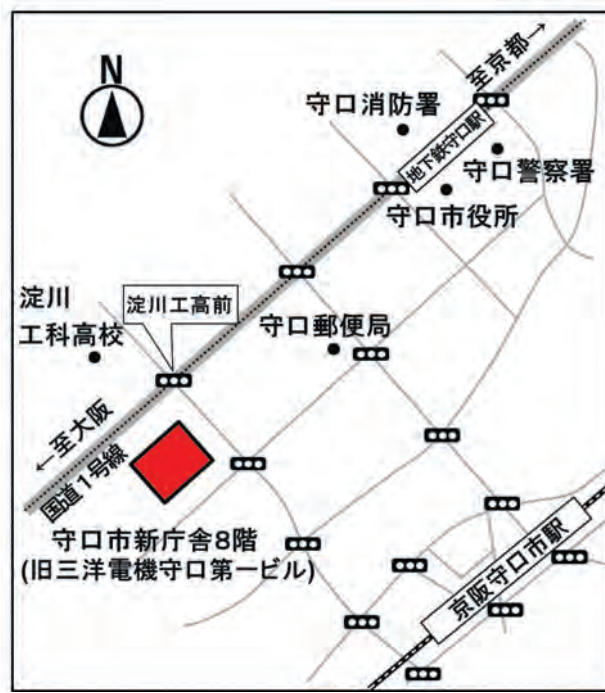 N
至京都→
守口消防署
地下鉄守口駅
守口警察署
守口市役所
淀川
工科高校
淀川工高前
守口郵便局
←至大阪
国道1号線
守口市新庁舎8階
(旧三洋電機守口第一ビル)
京阪守口市駅